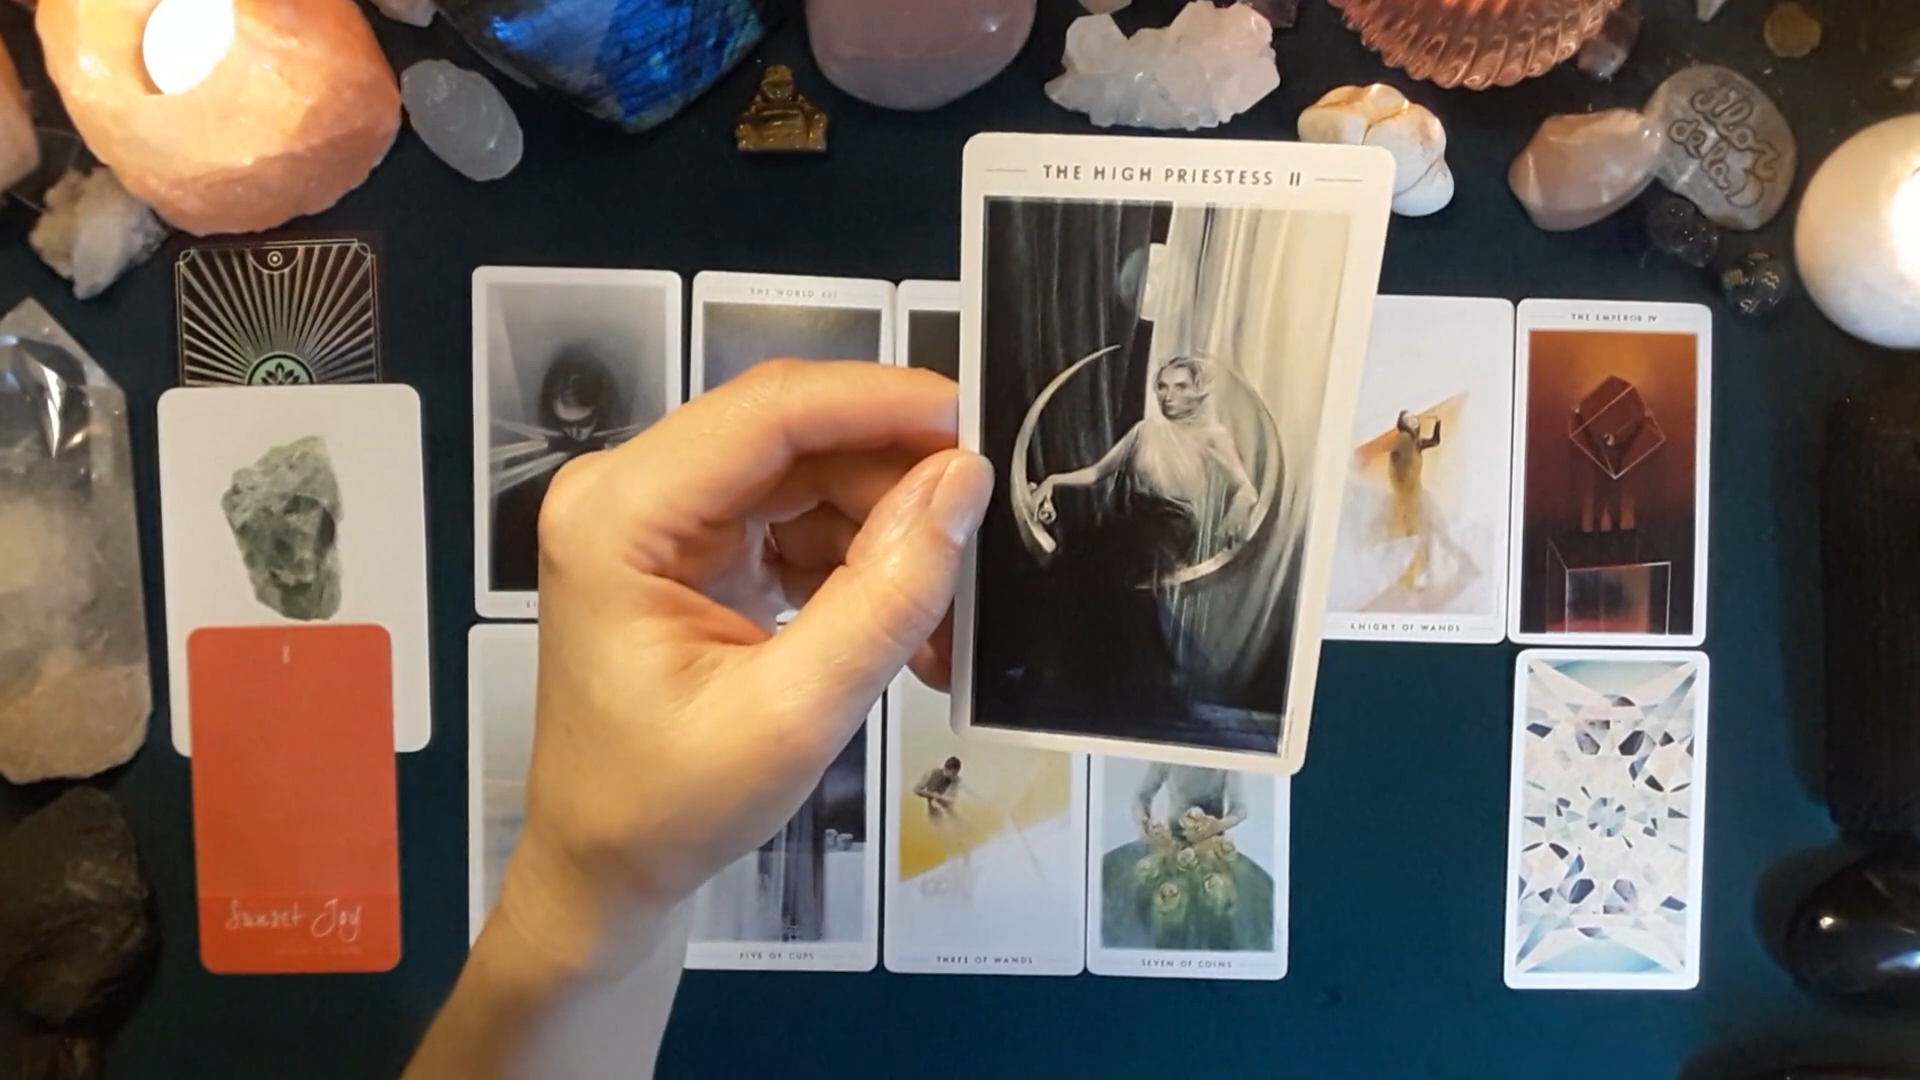 THE HIGH PRIESTESS II
THE WORLD XXI
THE EMPEROR IV
KNIGHT OF WANDS
Sunset Joy
FIVE OF CUPS
THREE OF WANDS
SEVEN OF COINS